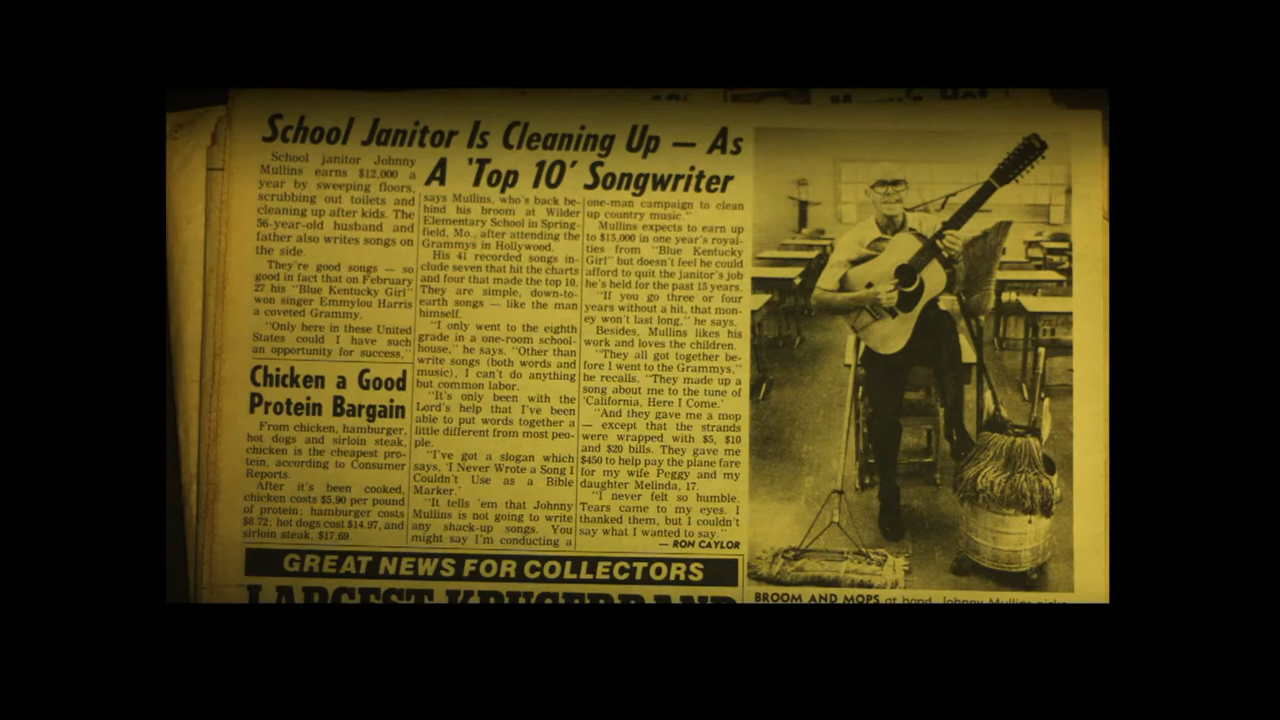 School Janitor Is Cleaning Up — As
A 'Top 10' Songwriter
School janitor Johnny
Mullins earns $12,000 a
year by sweeping floors,
scrubbing out toilets and
cleaning up after kids. The
56-year-old husband and
father also writes songs on
the side.
They're good songs — so
good in fact that on February
27 his "Blue Kentucky Girl"
won singer Emmylou Harris
a coveted Grammy.
"Only here in these United
States could I have such
an opportunity for success,"
says Mullins, who's back be-
hind his broom at Wilder
Elementary School in Spring-
field, Mo., after attending the
Grammys in Hollywood.
His 41 recorded songs in-
clude seven that hit the charts
and four that made the top 10.
They are simple, down-to-
earth songs — like the man
himself.
"I only went to the eighth
grade in a one-room school-
house," he says. "Other than
write songs (both words and
music), I can't do anything
but common labor.
"It's only been with the
Lord's help that I've been
able to put words together a
little different from most peo-
ple.
"I've got a slogan which
says, 'I Never Wrote a Song I
Couldn't Use as a Bible
Marker.'
"It tells 'em that Johnny
Mullins is not going to write
any shack-up songs. You
might say I'm conducting a
one-man campaign to clean
up country music."
Mullins expects to earn up
to $15,000 in one year's royal-
ties from "Blue Kentucky
Girl" but doesn't feel he could
afford to quit the janitor's job
he's held for the past 15 years.
"If you go three or four
years without a hit, that mon-
ey won't last long," he says.
Besides, Mullins likes his
work and loves the children.
"They all got together be-
fore I went to the Grammys,"
he recalls. "They made up a
song about me to the tune of
'California, Here I Come.'
"And they gave me a mop
— except that the strands
were wrapped with $5, $10
and $20 bills. They gave me
$450 to help pay the plane fare
for my wife Peggy and my
daughter Melinda, 17.
"I never felt so humble.
Tears came to my eyes. I
thanked them, but I couldn't
say what I wanted to say."
— RON CAYLOR
Chicken a Good
Protein Bargain
From chicken, hamburger,
hot dogs and sirloin steak,
chicken is the cheapest pro-
tein, according to Consumer
Reports.
After it's been cooked,
chicken costs $5.90 per pound
of protein; hamburger costs
$8.72; hot dogs cost $14.97, and
sirloin steak, $17.69.
GREAT NEWS FOR COLLECTORS
LARGEST KRUGERRAND
BROOM AND MOPS at hand, Johnny Mullins picks